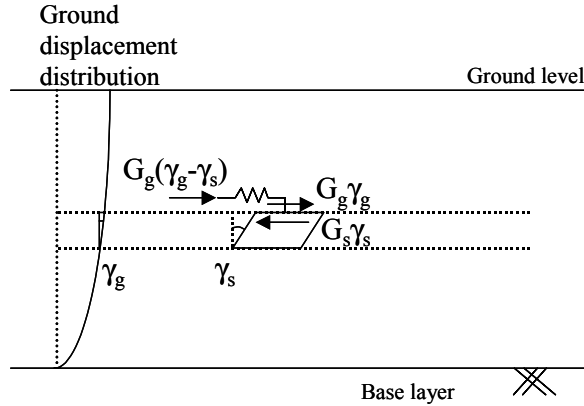 Ground
displacement
distribution
Ground level
G_g(γ_g-γ_s)
G_gγ_g
G_sγ_s
γ_g
γ_s
Base layer